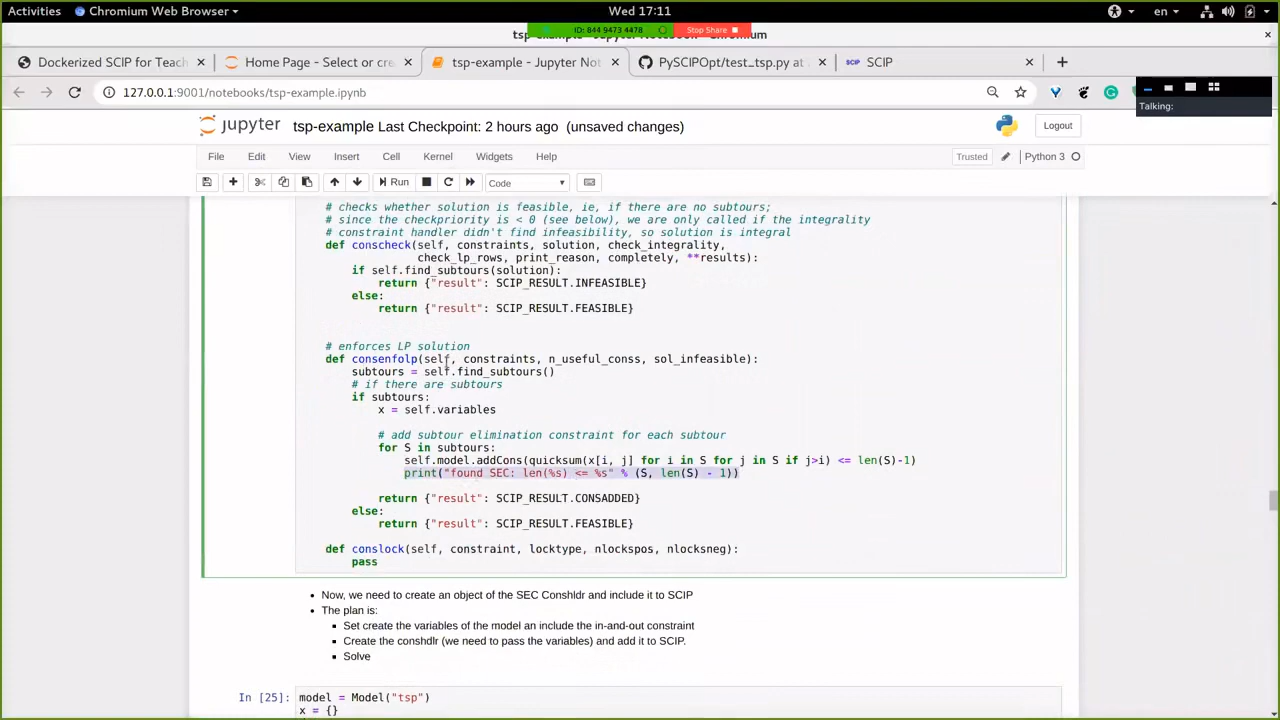 Activities Chromium Web Browser Wed 17:11 en
ID: 844 9473 4478 Stop Share
Dockerized SCIP for Teach Home Page - Select or cre tsp-example - Jupyter Not PySCIPOpt/test_tsp.py at SCIP
127.0.0.1:9001/notebooks/tsp-example.ipynb
Talking:
jupyter tsp-example Last Checkpoint: 2 hours ago (unsaved changes) Logout
File Edit View Insert Cell Kernel Widgets Help Trusted Python 3
Run Code
# checks whether solution is feasible, ie, if there are no subtours;
# since the checkpriority is < 0 (see below), we are only called if the integrality
# constraint handler didn't find infeasibility, so solution is integral
def conscheck(self, constraints, solution, check_integrality,
check_lp_rows, print_reason, completely, **results):
if self.find_subtours(solution):
return {"result": SCIP_RESULT.INFEASIBLE}
else:
return {"result": SCIP_RESULT.FEASIBLE}
# enforces LP solution
def consenfolp(self, constraints, n_useful_conss, sol_infeasible):
subtours = self.find_subtours()
# if there are subtours
if subtours:
x = self.variables
# add subtour elimination constraint for each subtour
for S in subtours:
self.model.addCons(quicksum(x[i, j] for i in S for j in S if j>i) <= len(S)-1)
print("found SEC: len(%s) <= %s" % (S, len(S) - 1))
return {"result": SCIP_RESULT.CONSADDED}
else:
return {"result": SCIP_RESULT.FEASIBLE}
def conslock(self, constraint, locktype, nlockspos, nlocksneg):
pass
• Now, we need to create an object of the SEC Conshldr and include it to SCIP
• The plan is:
Set create the variables of the model an include the in-and-out constraint
Create the conshdlr (we need to pass the variables) and add it to SCIP.
Solve
In [25]: model = Model("tsp")
x = {}